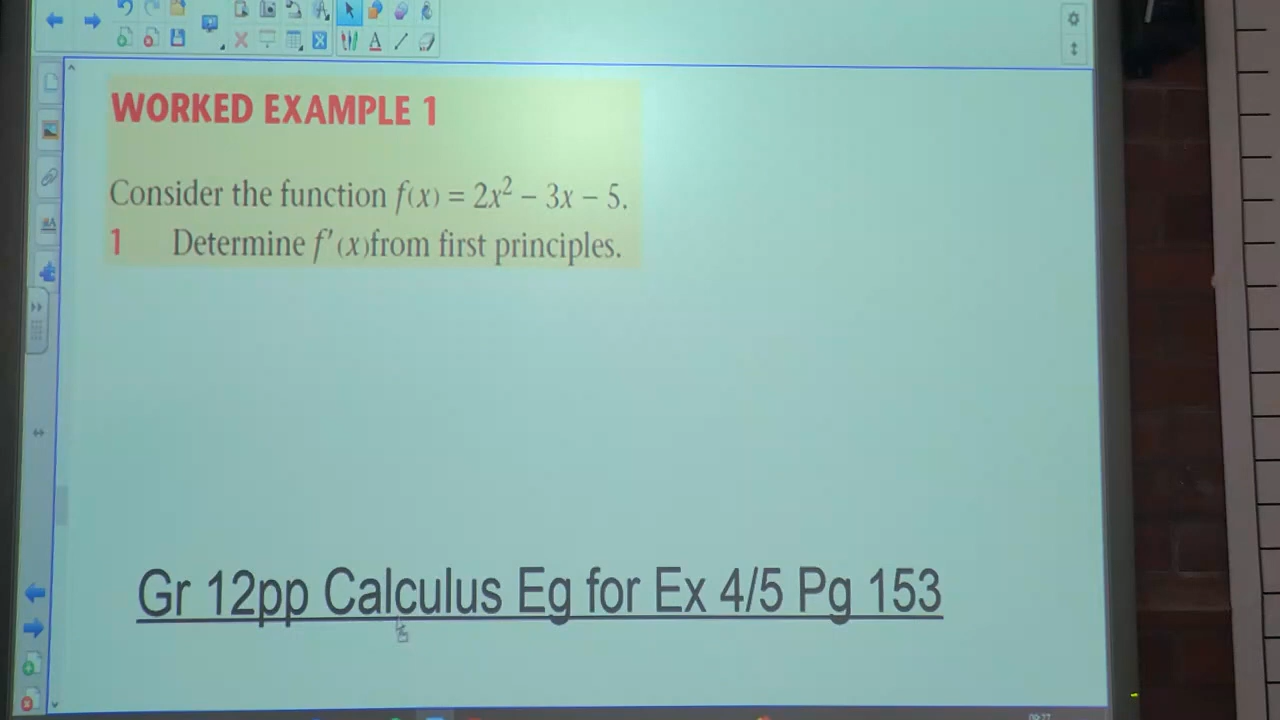 WORKED EXAMPLE 1
Consider the function f(x) = 2x² – 3x – 5.
1 Determine f′(x)from first principles.
Gr 12pp Calculus Eg for Ex 4/5 Pg 153